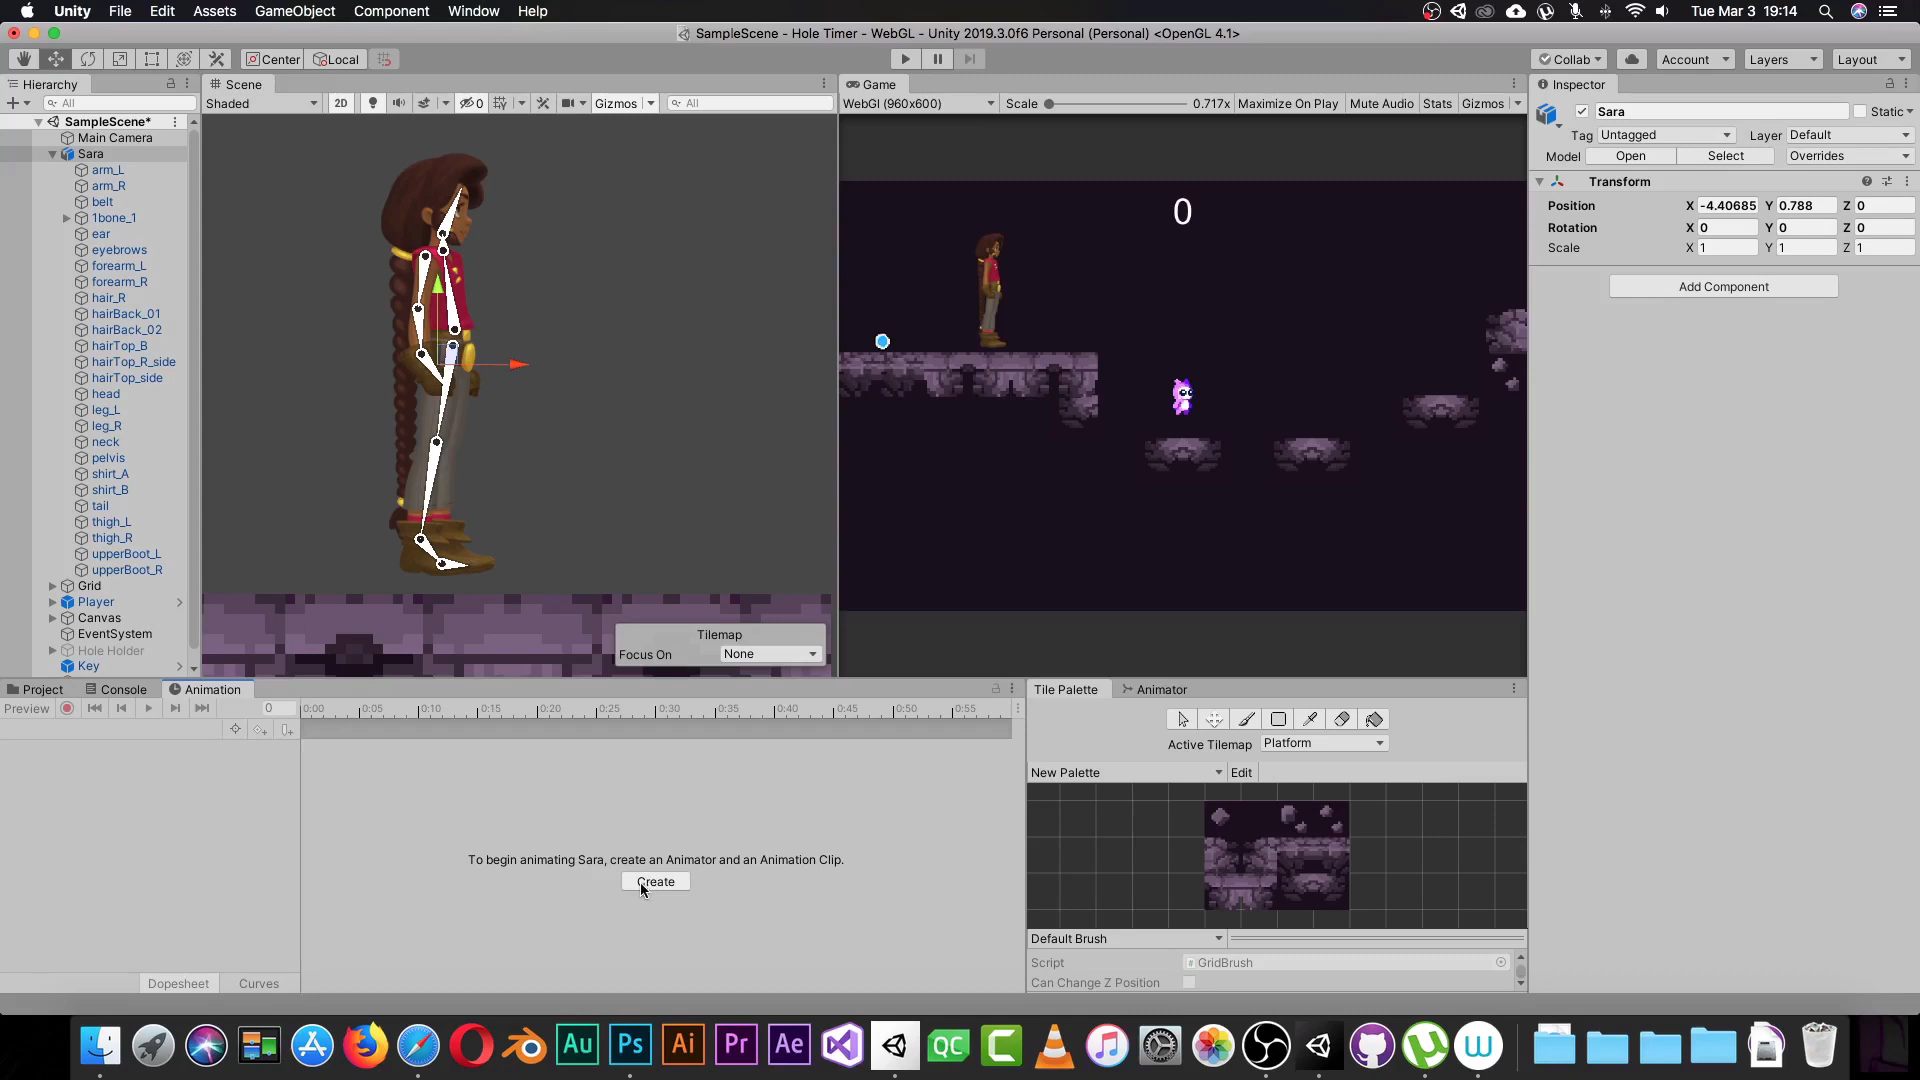 Unity File Edit Assets GameObject Component Window Help
Tue Mar 3 19:14
SampleScene - Hole Timer - WebGL - Unity 2019.3.0f6 Personal (Personal) <OpenGL 4.1>
Center Local
Collab Account Layers Layout
Hierarchy
All
SampleScene*
Main Camera
Sara
arm_L
arm_R
belt
1bone_1
ear
eyebrows
forearm_L
forearm_R
hair_R
hairBack_01
hairBack_02
hairTop_B
hairTop_R_side
hairTop_side
head
leg_L
leg_R
neck
pelvis
shirt_A
shirt_B
tail
thigh_L
thigh_R
upperBoot_L
upperBoot_R
Grid
Player
Canvas
EventSystem
Hole Holder
Key
Scene
Shaded 2D 0 Gizmos All
Tilemap
Focus On None
Game
WebGl (960x600) Scale 0.717x Maximize On Play Mute Audio Stats Gizmos
0
Inspector
Sara Static
Tag Untagged Layer Default
Model Open Select Overrides
Transform
Position X -4.40685 Y 0.788 Z 0
Rotation X 0 Y 0 Z 0
Scale X 1 Y 1 Z 1
Add Component
Project Console Animation
Preview 0 0:00 0:05 0:10 0:15 0:20 0:25 0:30 0:35 0:40 0:45 0:50 0:55
To begin animating Sara, create an Animator and an Animation Clip.
Create
Dopesheet Curves
Tile Palette Animator
Active Tilemap Platform
New Palette Edit
Default Brush
Script GridBrush
Can Change Z Position
Au Ps Ai Pr Ae QC C W